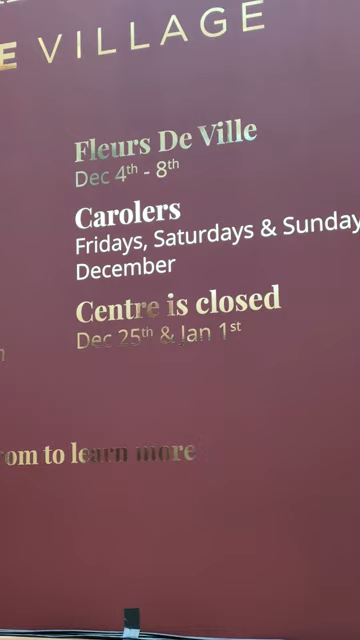 E VILLAGE
Fleurs De Ville
Dec 4th - 8th
Carolers
Fridays, Saturdays & Sunday
December
Centre is closed
Dec 25th & Jan 1st
om to learn more